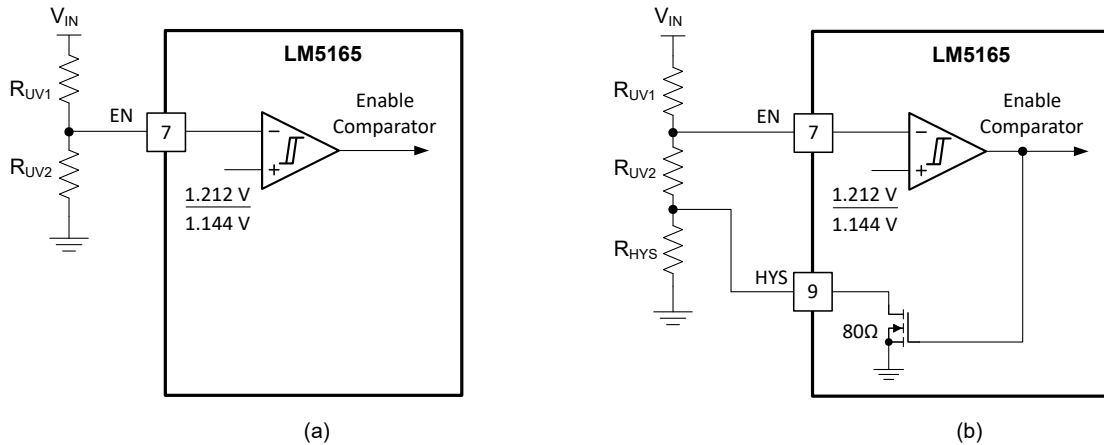 V_IN
LM5165
R_UV1
EN
7
Enable
Comparator
−
+
R_UV2
1.212 V
1.144 V
(a)
V_IN
LM5165
R_UV1
EN
7
Enable
Comparator
−
+
R_UV2
1.212 V
1.144 V
R_HYS
HYS
9
80Ω
(b)